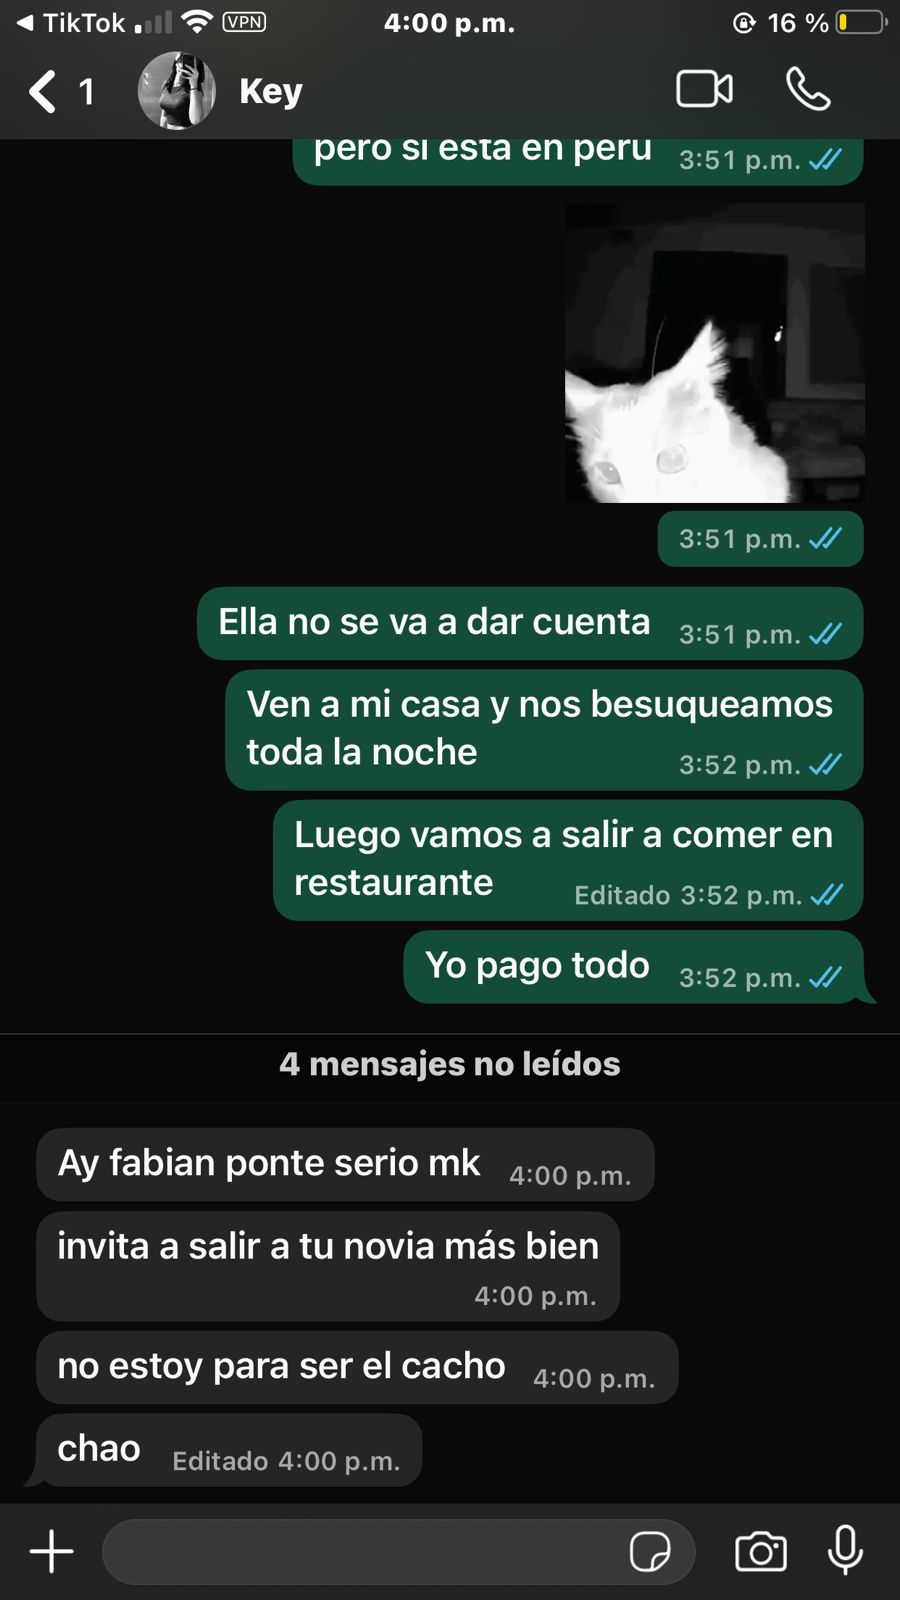 TikTok VPN 4:00 p.m. 16 %
1 Key
pero si esta en peru 3:51 p.m.
3:51 p.m.
Ella no se va a dar cuenta 3:51 p.m.
Ven a mi casa y nos besuqueamos
toda la noche 3:52 p.m.
Luego vamos a salir a comer en
restaurante Editado 3:52 p.m.
Yo pago todo 3:52 p.m.
4 mensajes no leídos
Ay fabian ponte serio mk 4:00 p.m.
invita a salir a tu novia más bien
4:00 p.m.
no estoy para ser el cacho 4:00 p.m.
chao Editado 4:00 p.m.